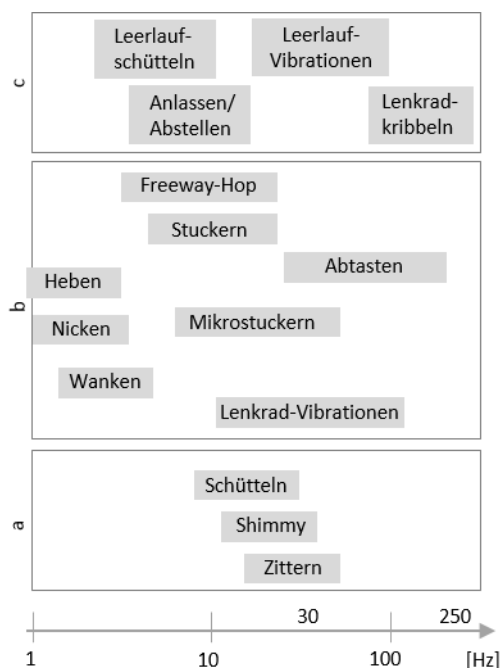 c
Leerlauf-
schütteln
Leerlauf-
Vibrationen
Anlassen/
Abstellen
Lenkrad-
kribbeln
b
Freeway-Hop
Stuckern
Abtasten
Heben
Nicken
Mikrostuckern
Wanken
Lenkrad-Vibrationen
a
Schütteln
Shimmy
Zittern
30 250
1 10 100 [Hz]